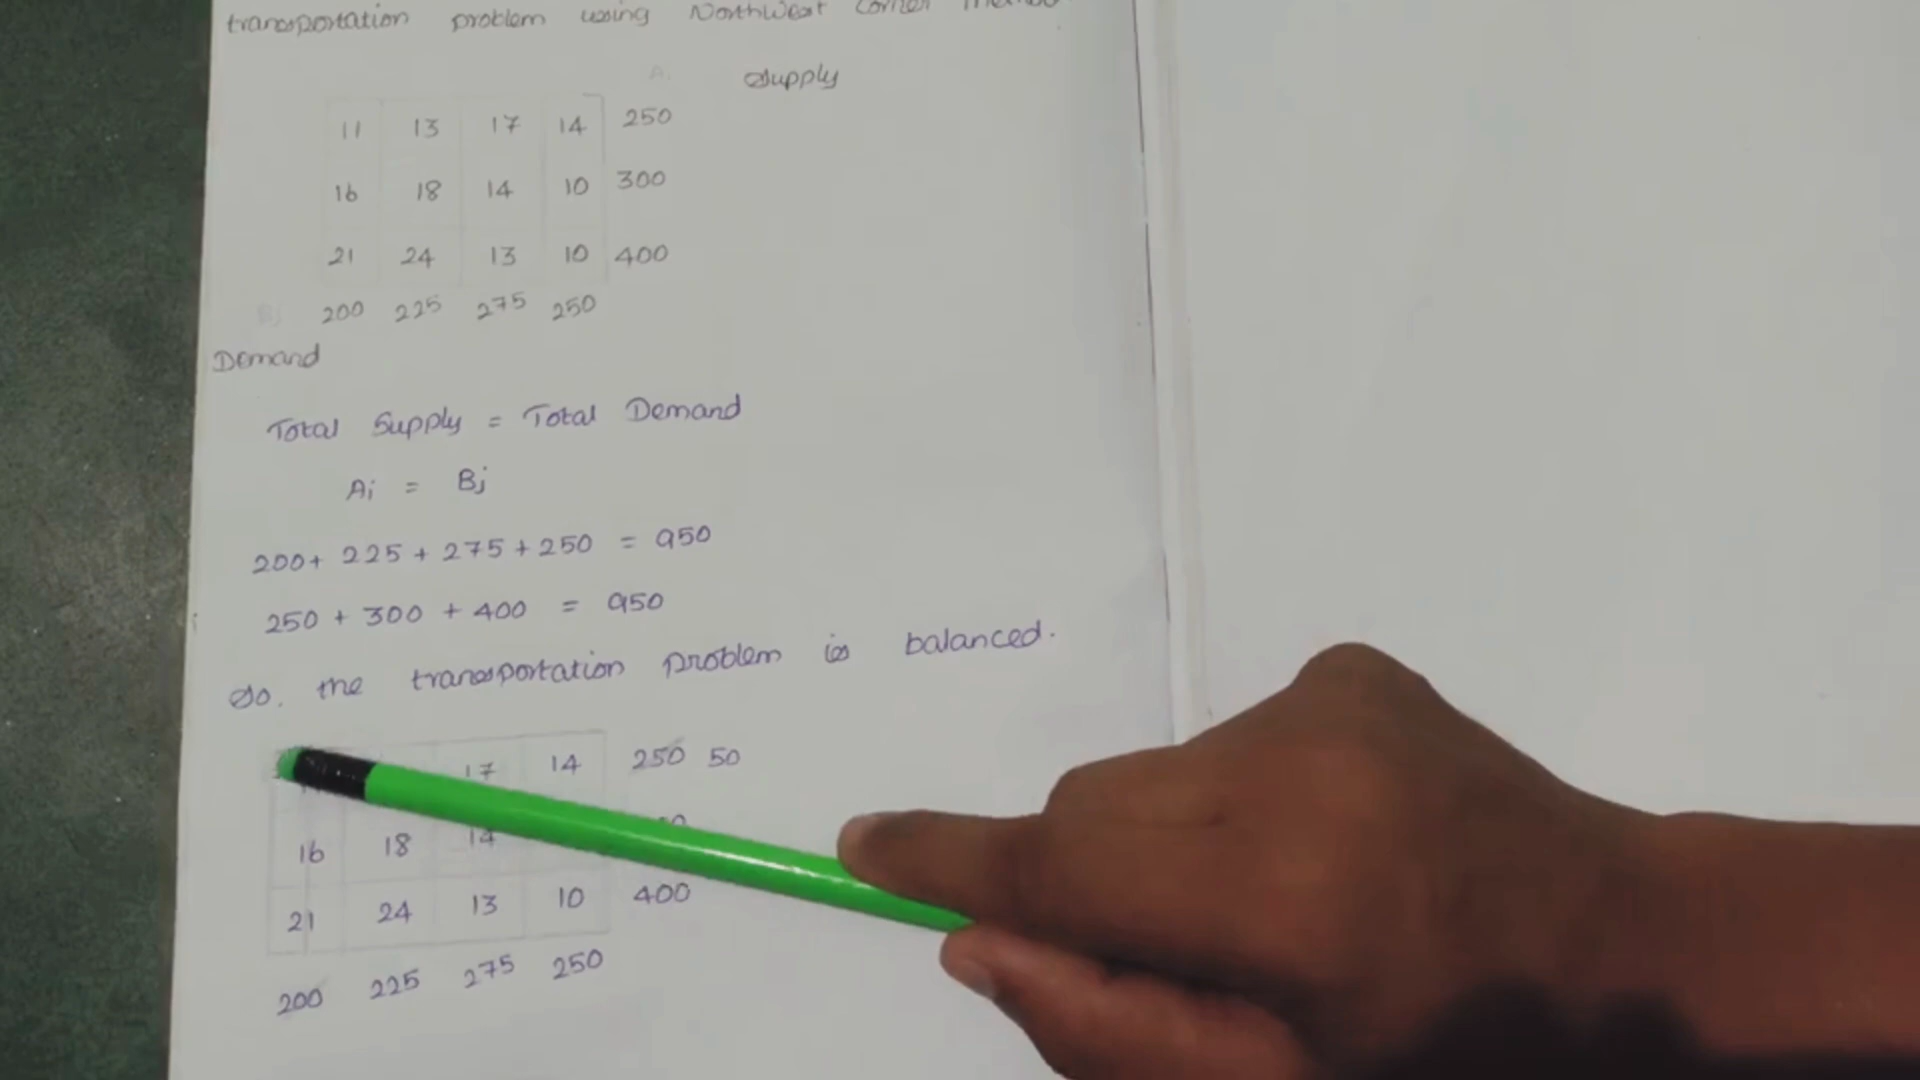 transportation problem using NorthWest Corner
Supply
11 13 17 14 250
16 18 14 10 300
21 24 13 10 400
Bj 200 225 275 250
Demand
Total Supply = Total Demand
Ai = Bj
200+ 225 + 275 + 250 = 950
250 + 300 + 400 = 950
So, the transportation problem is balanced.
17 14 250 50
16 18 14
21 24 13 10 400
200 225 275 250